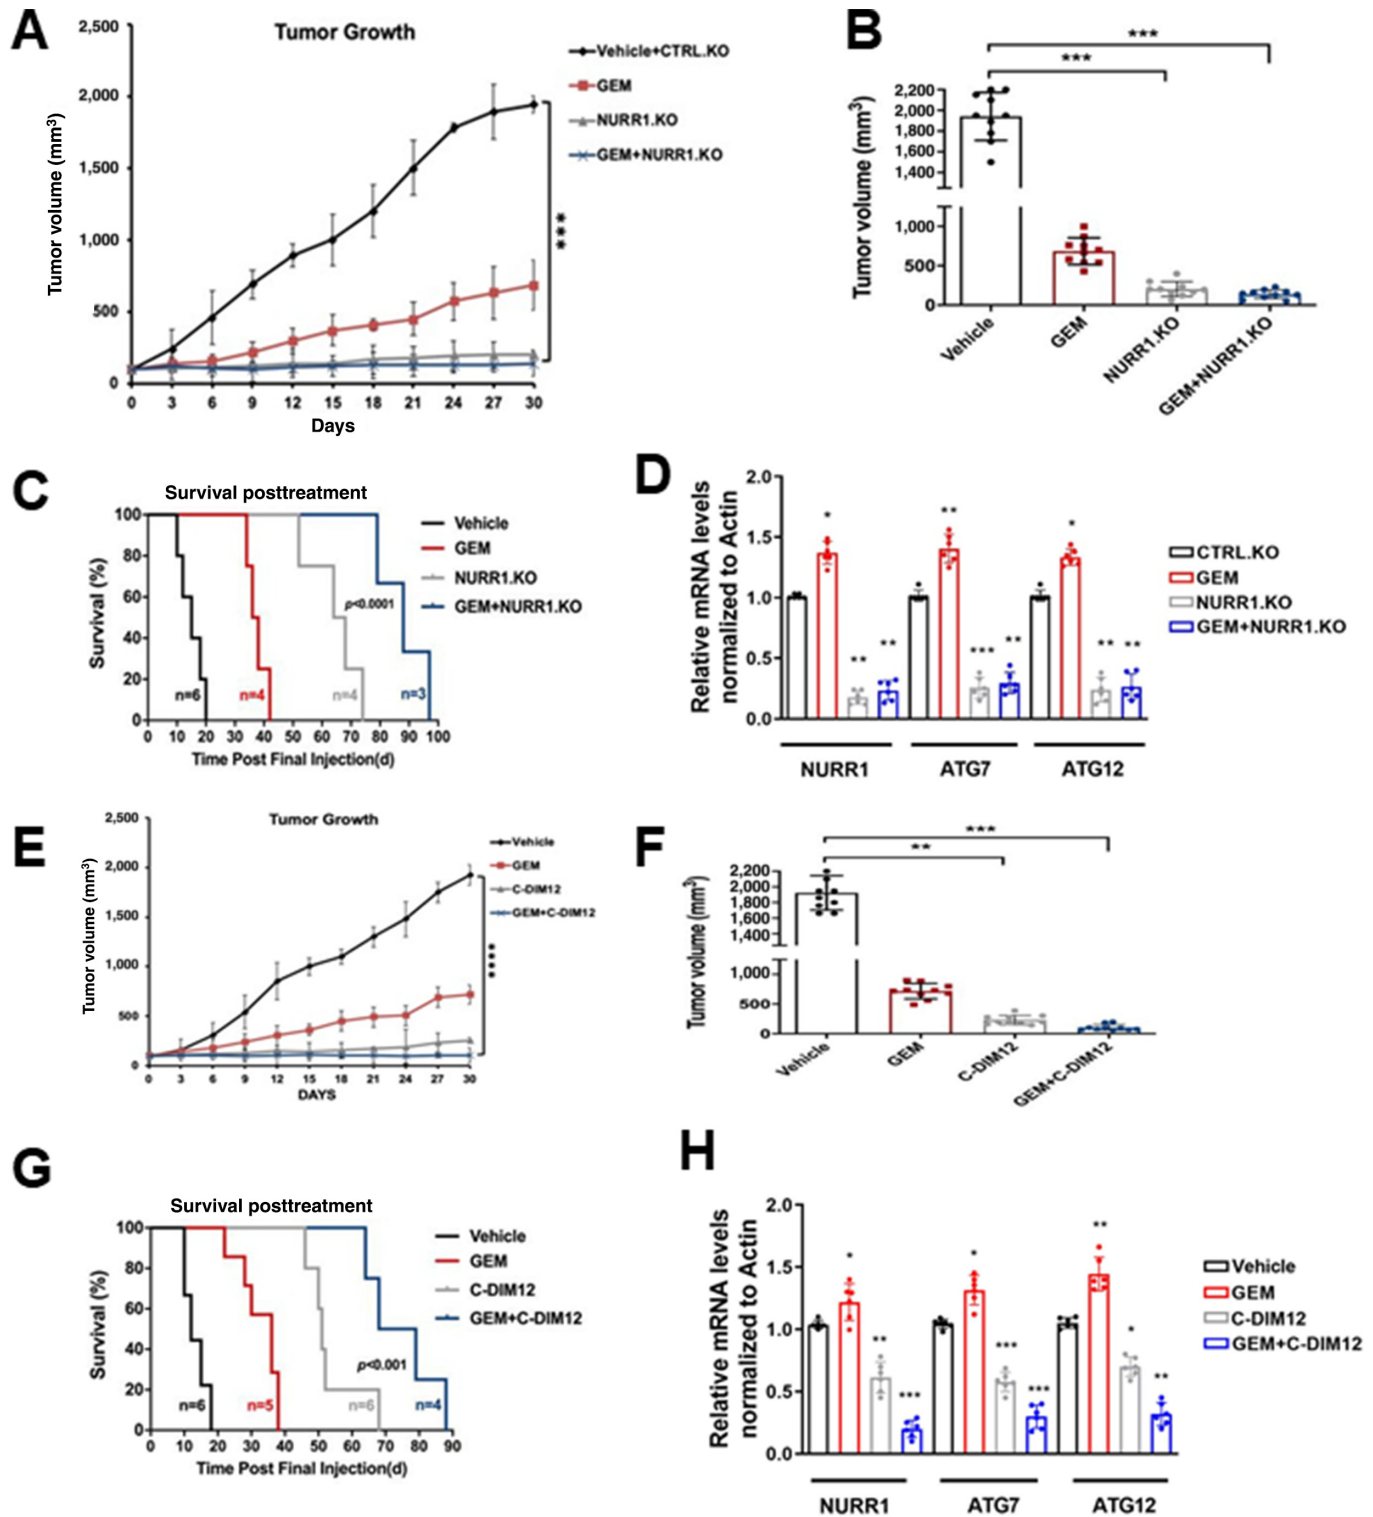 A
Tumor Growth
2,500
2,000
1,500
1,000
500
0
Tumor volume (mm³)
0 3 6 9 12 15 18 21 24 27 30
Days
Vehicle+CTRL.KO
GEM
NURR1.KO
GEM+NURR1.KO
***
B
***
***
2,200
2,000
1,800
1,600
1,400
1,000
500
0
Tumor volume (mm³)
Vehicle
GEM
NURR1.KO
GEM+NURR1.KO
C
Survival posttreatment
100
80
60
40
20
0
Survival (%)
Vehicle
GEM
NURR1.KO
GEM+NURR1.KO
p<0.0001
n=6 n=4 n=4 n=3
0 10 20 30 40 50 60 70 80 90 100
Time Post Final Injection(d)
D
2.0
1.5
1.0
0.5
0.0
Relative mRNA levels
normalized to Actin
* ** *
** ** *** ** ** **
NURR1 ATG7 ATG12
CTRL.KO
GEM
NURR1.KO
GEM+NURR1.KO
E
Tumor Growth
2,500
2,000
1,500
1,000
500
0
Tumor volume (mm³)
0 3 6 9 12 15 18 21 24 27 30
DAYS
Vehicle
GEM
C-DIM12
GEM+C-DIM12
****
F
***
**
2,200
2,000
1,800
1,600
1,400
1,000
500
0
Tumor volume (mm³)
Vehicle
GEM
C-DIM12
GEM+C-DIM12
G
Survival posttreatment
100
80
60
40
20
0
Survival (%)
Vehicle
GEM
C-DIM12
GEM+C-DIM12
p<0.001
n=6 n=5 n=6 n=4
0 10 20 30 40 50 60 70 80 90
Time Post Final Injection(d)
H
2.0
1.5
1.0
0.5
0.0
Relative mRNA levels
normalized to Actin
* * **
** *** *** *** * **
NURR1 ATG7 ATG12
Vehicle
GEM
C-DIM12
GEM+C-DIM12